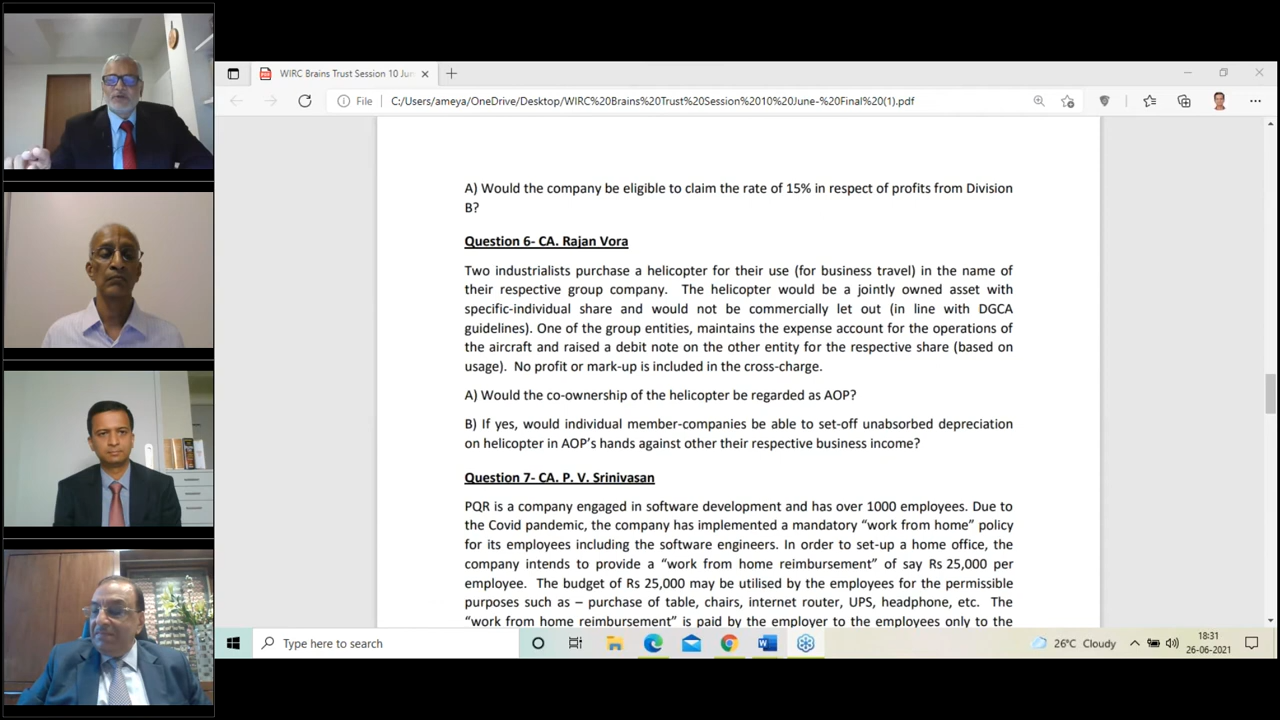 WIRC Brains Trust Session 10 Jun
File
C:/Users/ameya/OneDrive/Desktop/WIRC%20Brains%20Trust%20Session%2010%20June-%20Final%20(1).pdf
A) Would the company be eligible to claim the rate of 15% in respect of profits from Division
B?
Question 6- CA. Rajan Vora
Two industrialists purchase a helicopter for their use (for business travel) in the name of
their respective group company. The helicopter would be a jointly owned asset with
specific-individual share and would not be commercially let out (in line with DGCA
guidelines). One of the group entities, maintains the expense account for the operations of
the aircraft and raised a debit note on the other entity for the respective share (based on
usage). No profit or mark-up is included in the cross-charge.
A) Would the co-ownership of the helicopter be regarded as AOP?
B) If yes, would individual member-companies be able to set-off unabsorbed depreciation
on helicopter in AOP's hands against other their respective business income?
Question 7- CA. P. V. Srinivasan
PQR is a company engaged in software development and has over 1000 employees. Due to
the Covid pandemic, the company has implemented a mandatory “work from home” policy
for its employees including the software engineers. In order to set-up a home office, the
company intends to provide a “work from home reimbursement” of say Rs 25,000 per
employee. The budget of Rs 25,000 may be utilised by the employees for the permissible
purposes such as – purchase of table, chairs, internet router, UPS, headphone, etc. The
“work from home reimbursement” is paid by the employer to the employees only to the
Type here to search
26°C Cloudy
18:31
26-06-2021